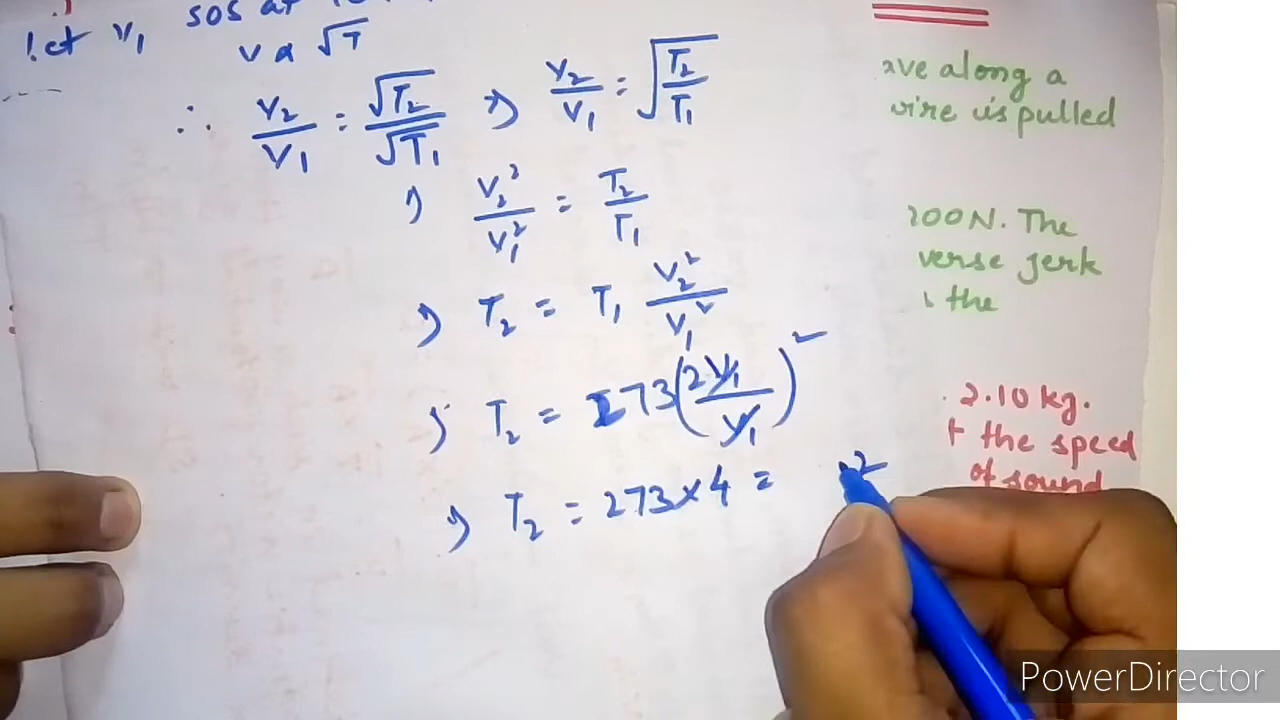 let v₁ sos at
v α √T
∴ v₂/v₁ = √T₂/√T₁ ⇒ v₂/v₁ = √(T₂/T₁)
⇒ v₂²/v₁² = T₂/T₁
⇒ T₂ = T₁ v₂²/v₁²
⇒ T₂ = 273(2v₁/v₁)²
⇒ T₂ = 273×4 = 2
ave along a
wire is pulled
200N. The
verse jerk
the
2.10 kg.
the speed
of sound
PowerDirector